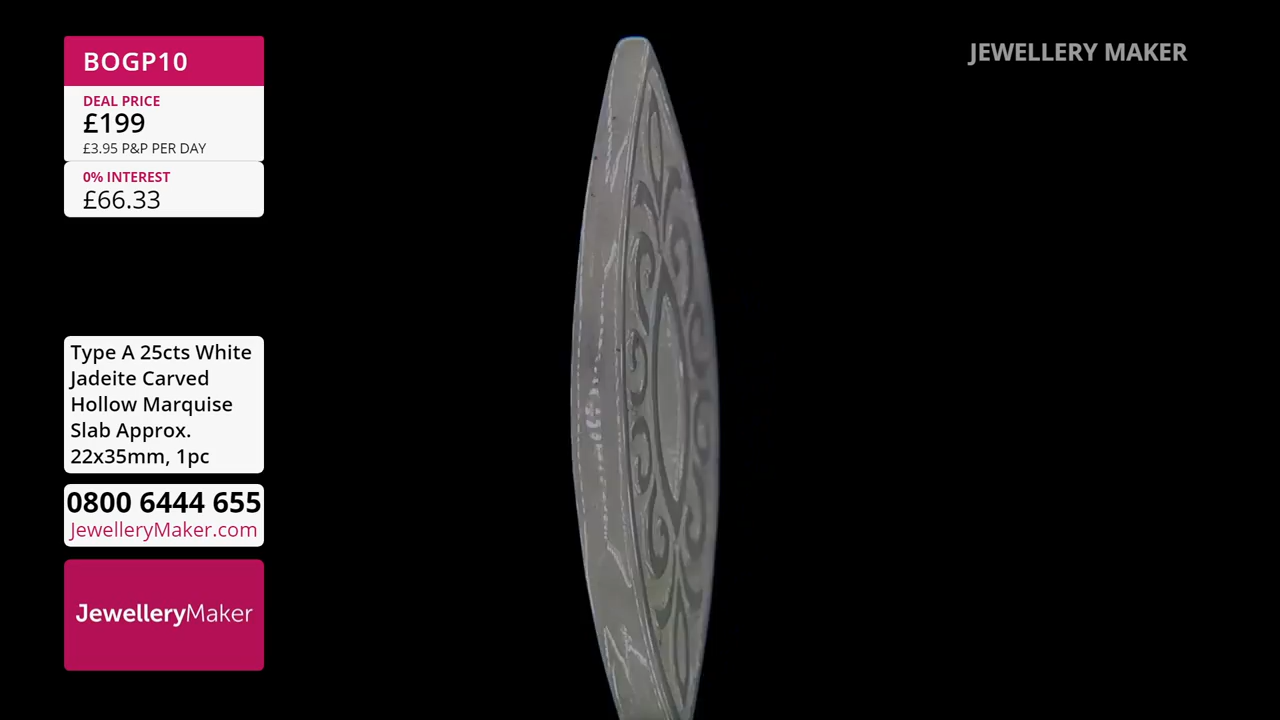 BOGP10
DEAL PRICE
£199
£3.95 P&P PER DAY
0% INTEREST
£66.33
Type A 25cts White
Jadeite Carved
Hollow Marquise
Slab Approx.
22x35mm, 1pc
0800 6444 655
JewelleryMaker.com
JewelleryMaker
JEWELLERY MAKER